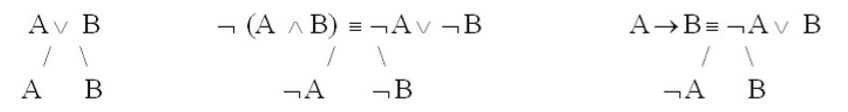 A ∨ B ¬ (A ∧ B) ≡ ¬A ∨ ¬B A → B ≡ ¬A ∨ B
/ \ / \ / \
A B ¬A ¬B ¬A B